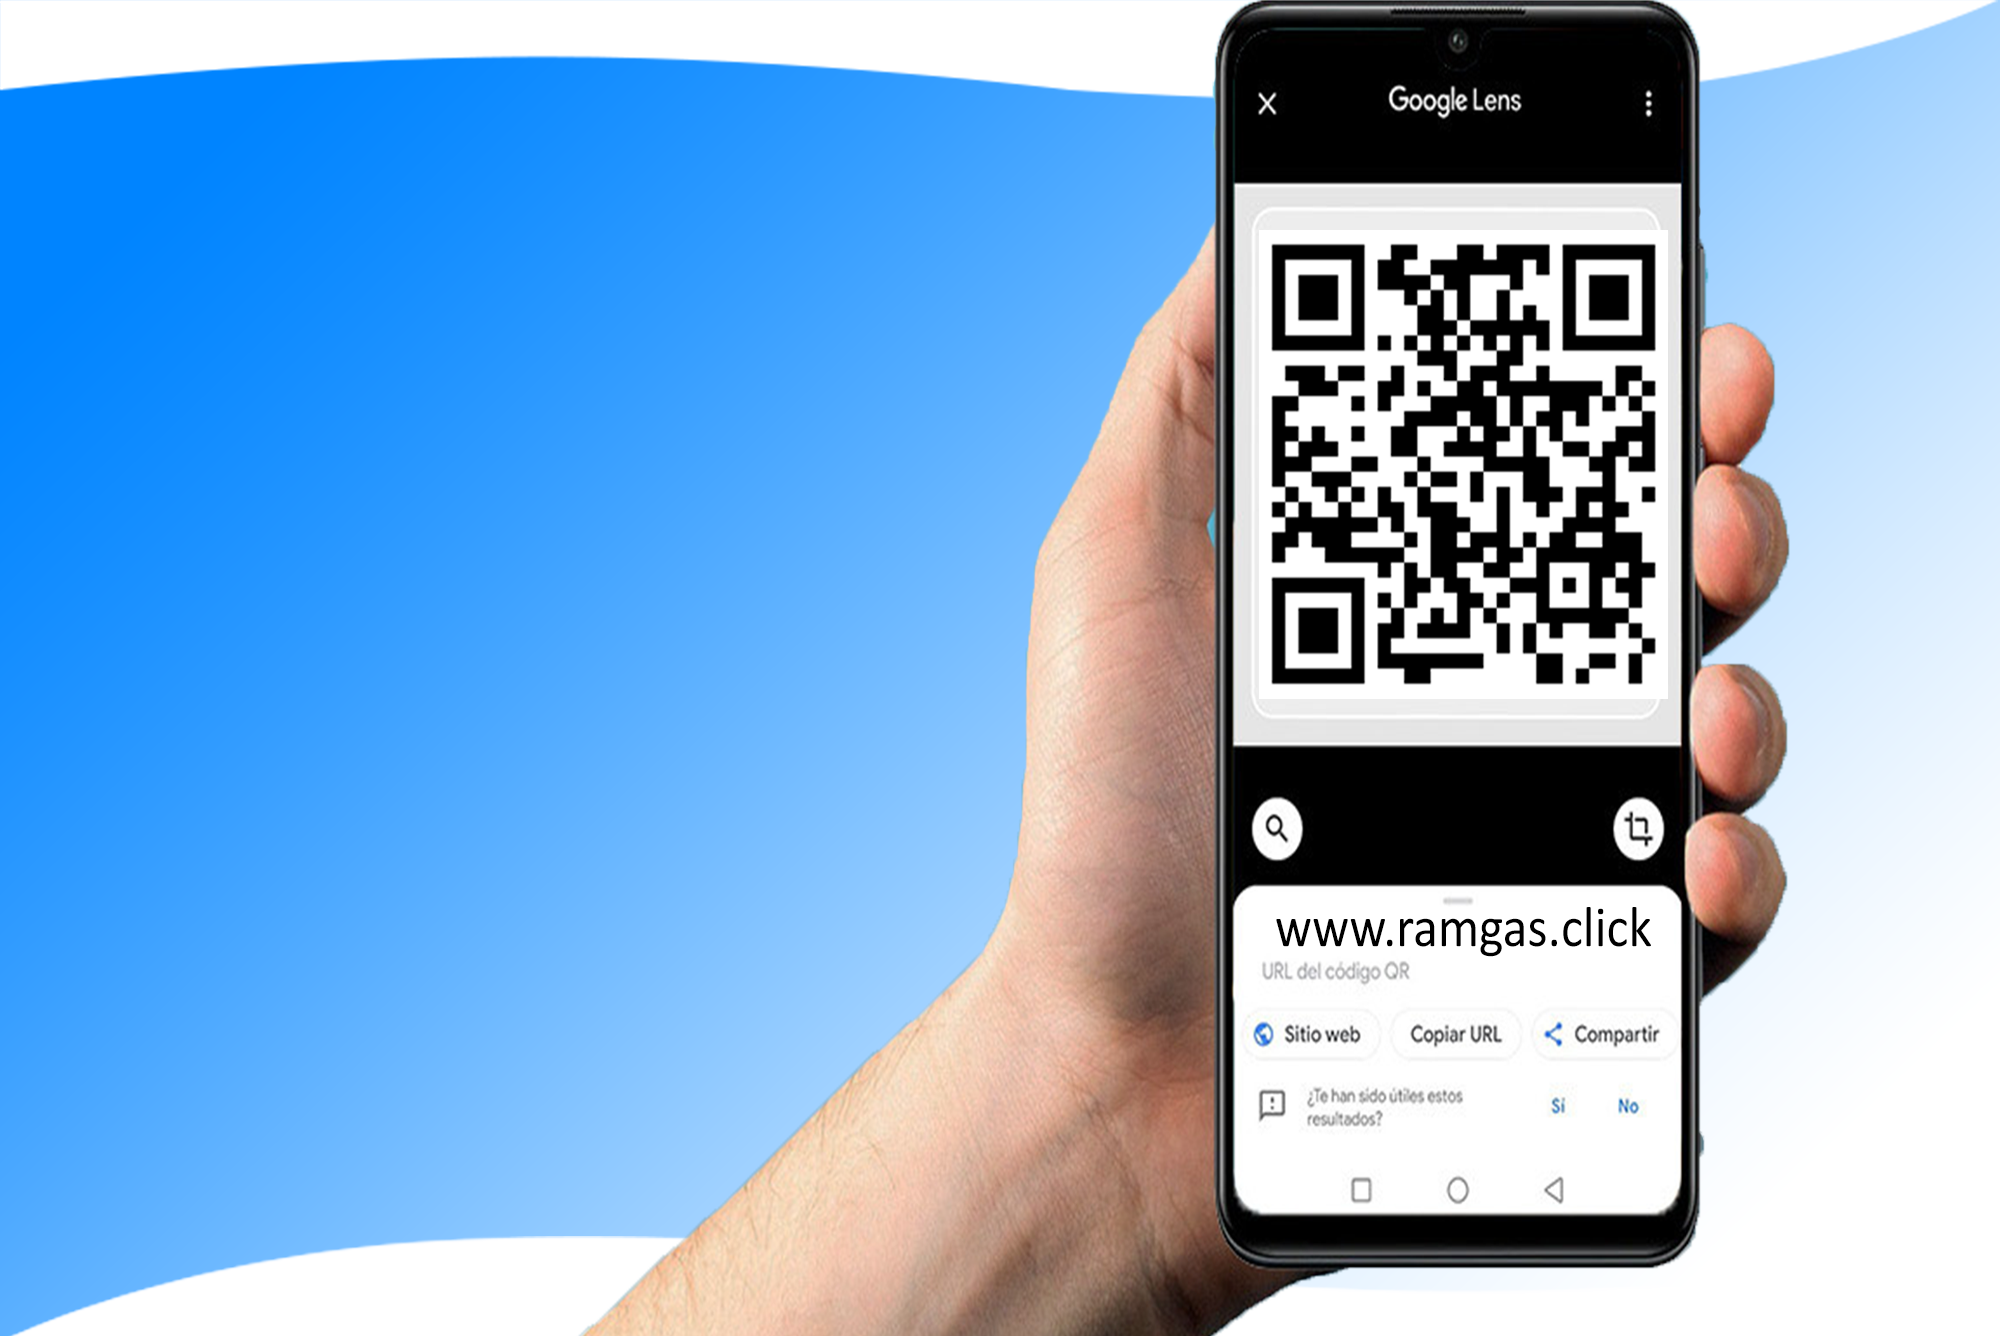 Google Lens
www.ramgas.click
URL del código QR
Sitio web
Copiar URL
Compartir
¿Te han sido útiles estos
resultados?
Sí
No